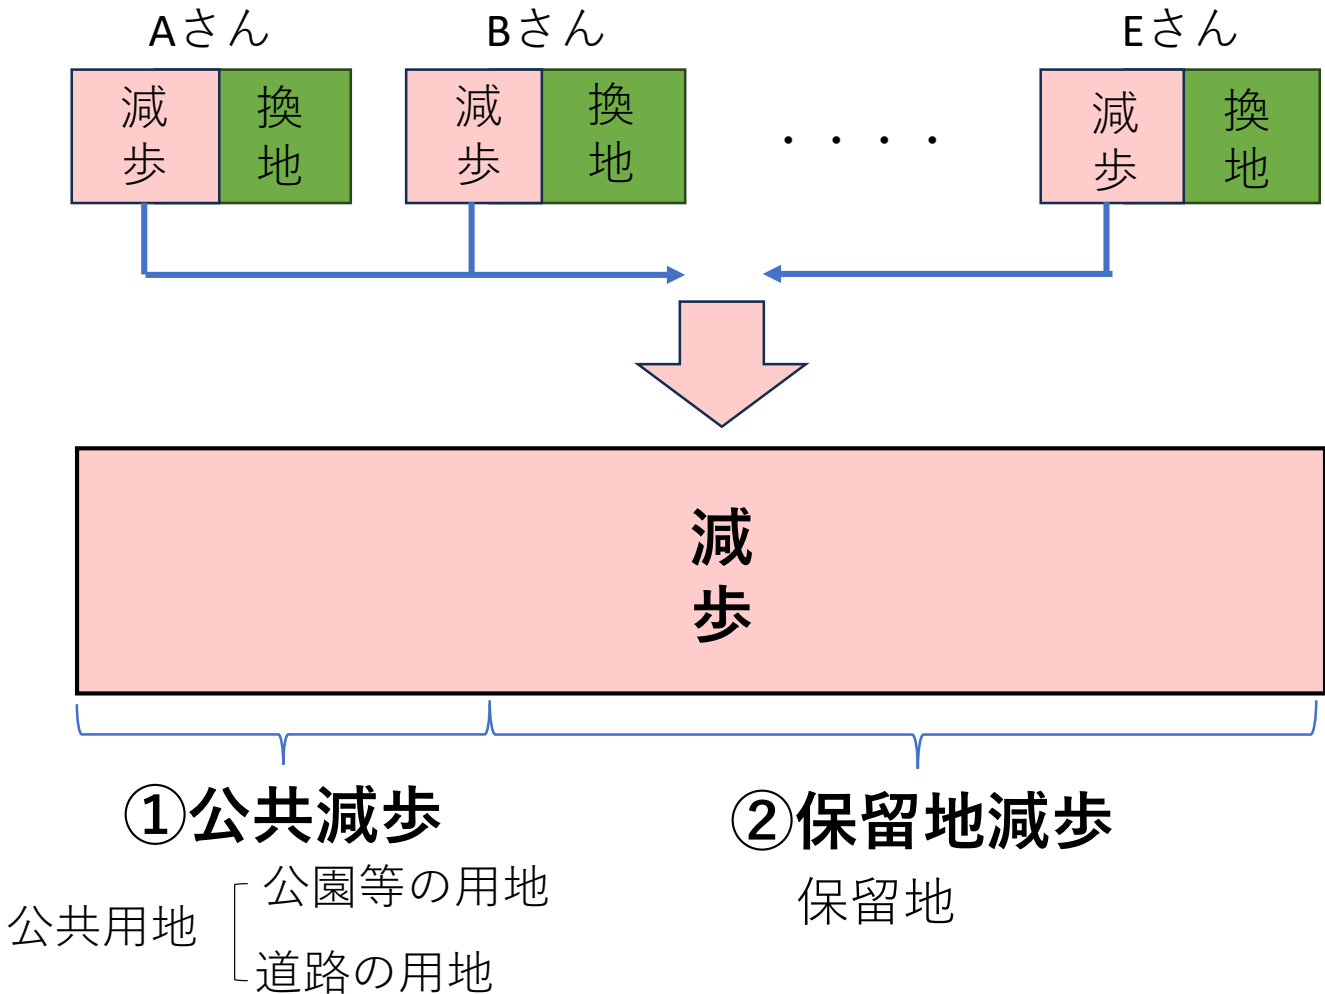 Aさん
Bさん
Eさん
減歩
換地
減歩
換地
・・・・
減歩
換地
減歩
①公共減歩
②保留地減歩
公共用地
公園等の用地
道路の用地
保留地